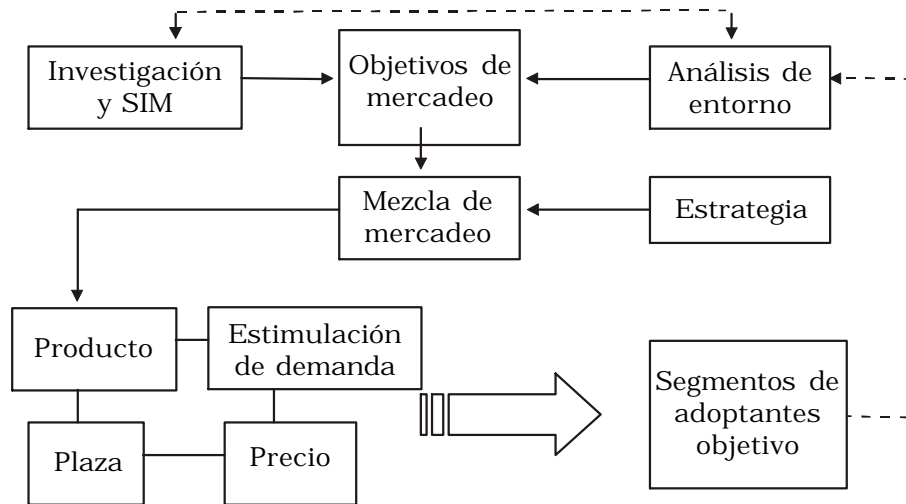 Investigación
y SIM
Objetivos de
mercadeo
Análisis de
entorno
Mezcla de
mercadeo
Estrategia
Producto
Estimulación
de demanda
Segmentos de
adoptantes
objetivo
Plaza
Precio